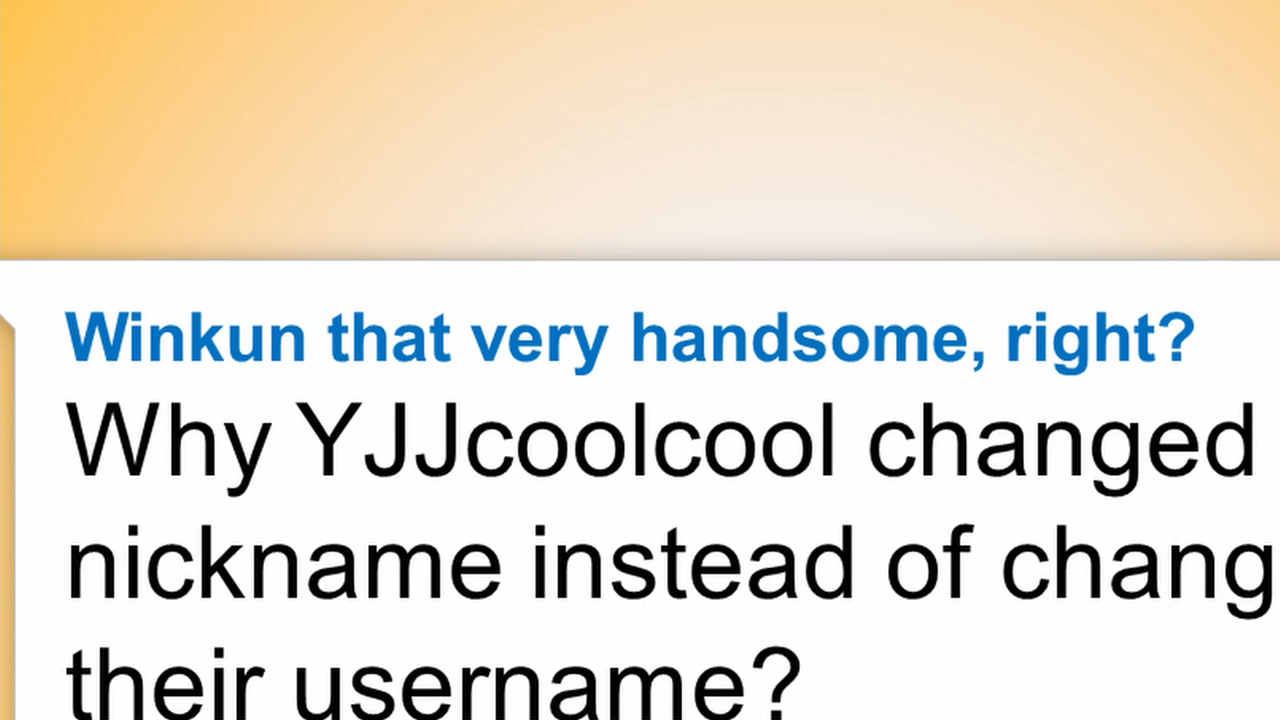 Winkun that very handsome, right?
Why YJJcoolcool changed
nickname instead of chang
their username?